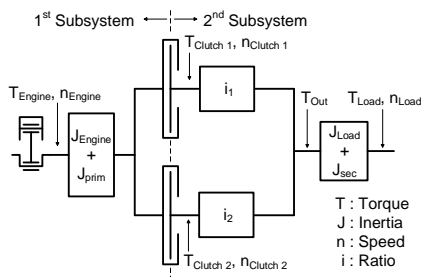 1st Subsystem
2nd Subsystem
TClutch 1, nClutch 1
TEngine, nEngine
i1
TOut
TLoad, nLoad
JEngine
+
Jprim
JLoad
+
Jsec
i2
TClutch 2, nClutch 2
T : Torque
J : Inertia
n : Speed
i : Ratio